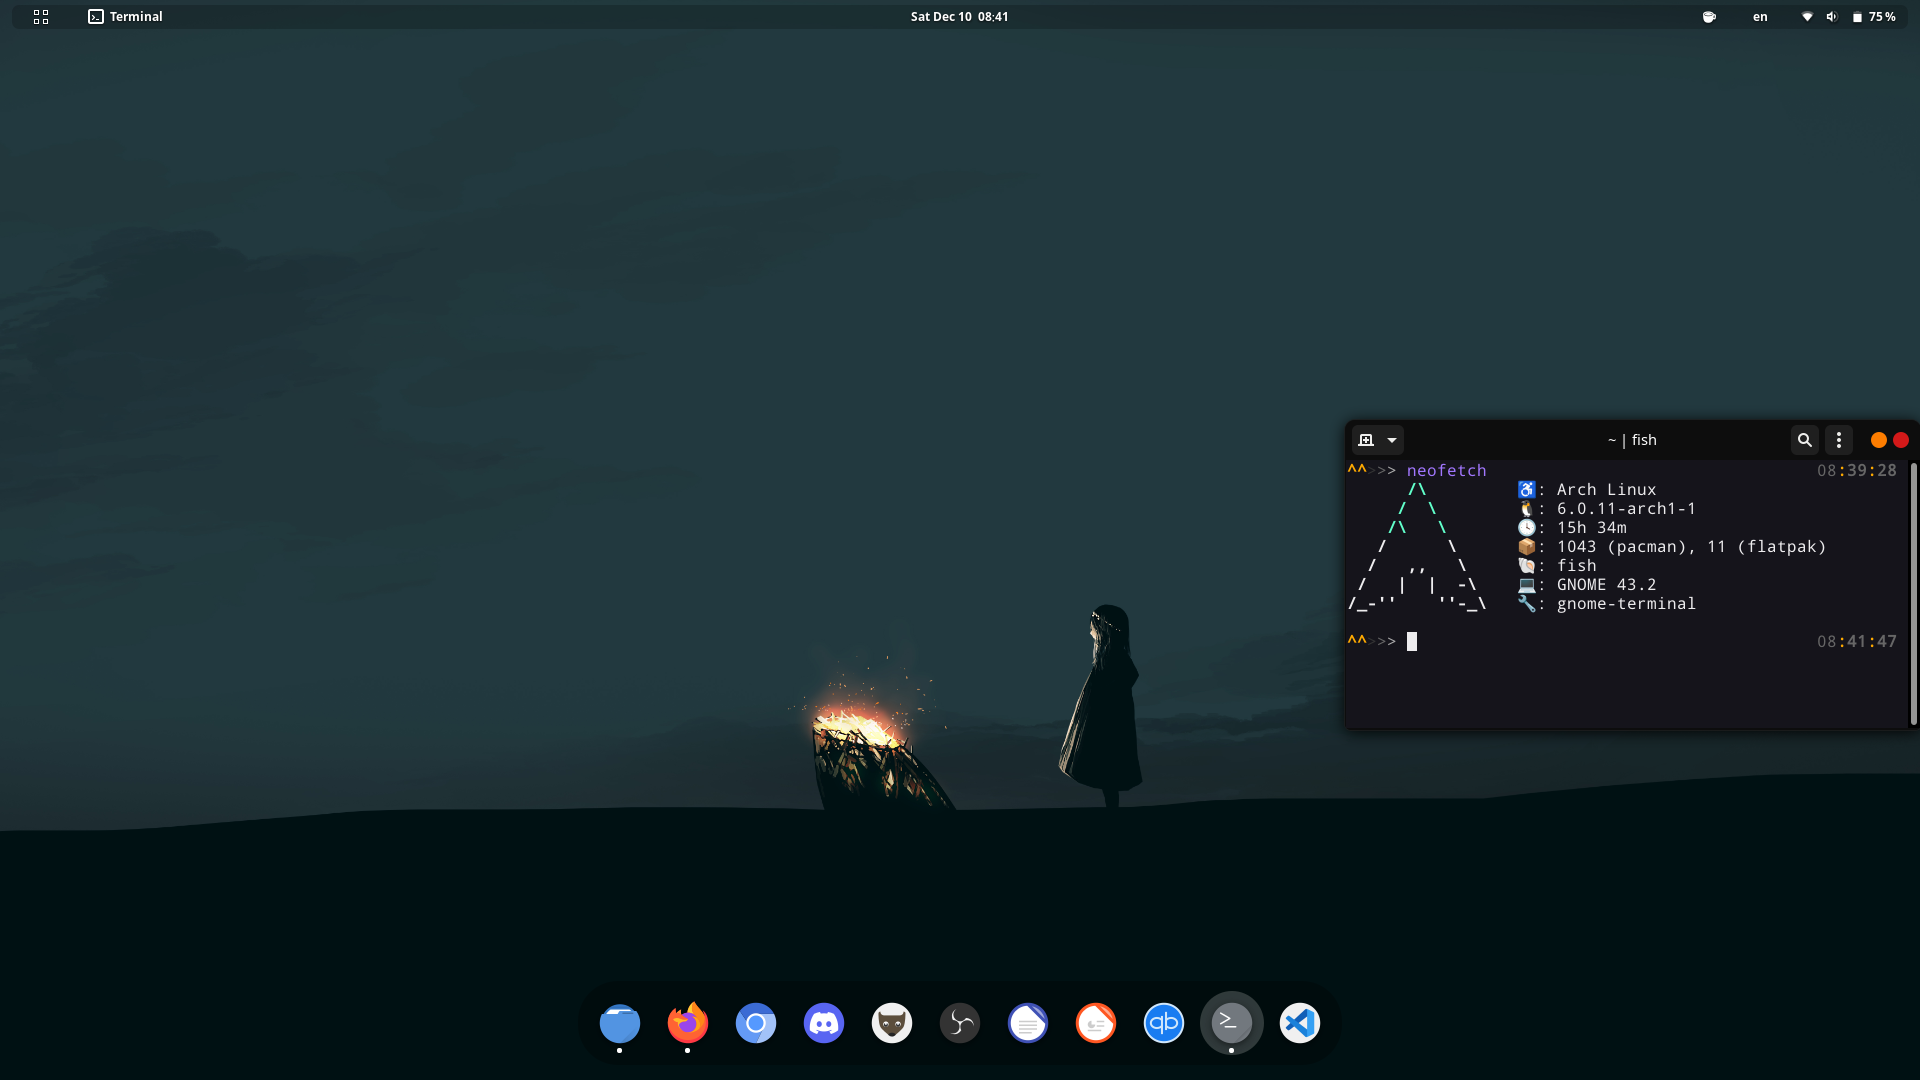 Terminal
Sat Dec 10 08:41
en
75%
~ | fish
^^>>> neofetch 08:39:28
/\ ♿: Arch Linux
/  \ 🐧: 6.0.11-arch1-1
/\   \ 🕓: 15h 34m
/      \ 📦: 1043 (pacman), 11 (flatpak)
/   ,,   \ 🐚: fish
/   |  |  -\ 💻: GNOME 43.2
/_-''    ''-_\ 🔧: gnome-terminal
^^>>> 08:41:47
qb